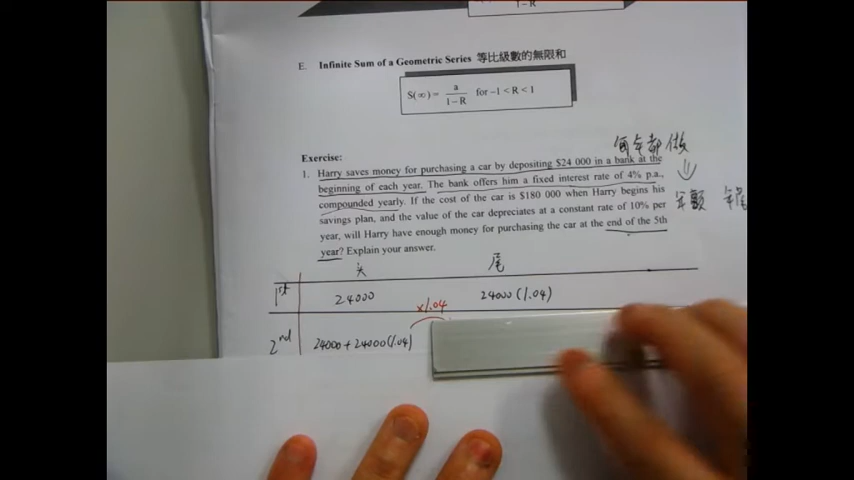 1−R
E. Infinite Sum of a Geometric Series 等比級數的無限和
S(∞) = a/(1−R) for −1 < R < 1
每年都做
Exercise:
1. Harry saves money for purchasing a car by depositing $24 000 in a bank at the
beginning of each year. The bank offers him a fixed interest rate of 4% p.a.,
compounded yearly. If the cost of the car is $180 000 when Harry begins his
savings plan, and the value of the car depreciates at a constant rate of 10% per
year, will Harry have enough money for purchasing the car at the end of the 5th
year? Explain your answer.
年尾
头 尾
1st 24000 24000(1.04)
×1.04
2nd 24000+24000(1.04)